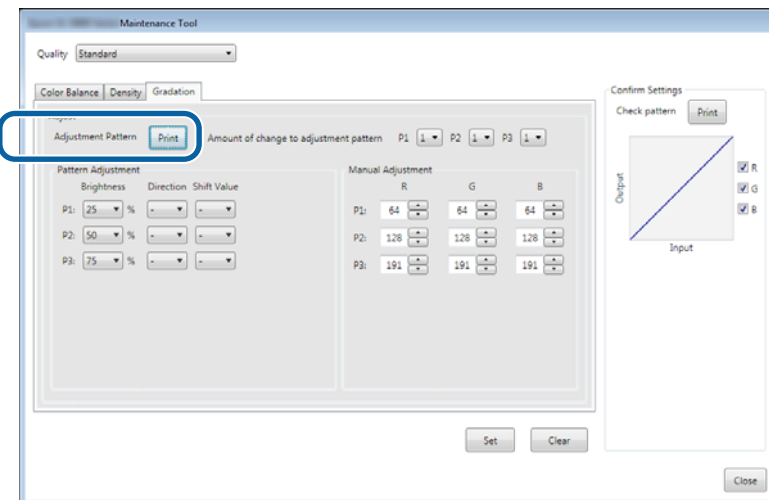 Maintenance Tool
Quality Standard
Color Balance Density Gradation
Adjustment Pattern Print Amount of change to adjustment pattern P1 1 P2 1 P3 1
Pattern Adjustment
Brightness Direction Shift Value
P1: 25 % - -
P2: 50 % - -
P3: 75 % - -
Manual Adjustment
R G B
P1: 64 64 64
P2: 128 128 128
P3: 191 191 191
Set Clear
Confirm Settings
Check pattern Print
Output
Input
R
G
B
Close